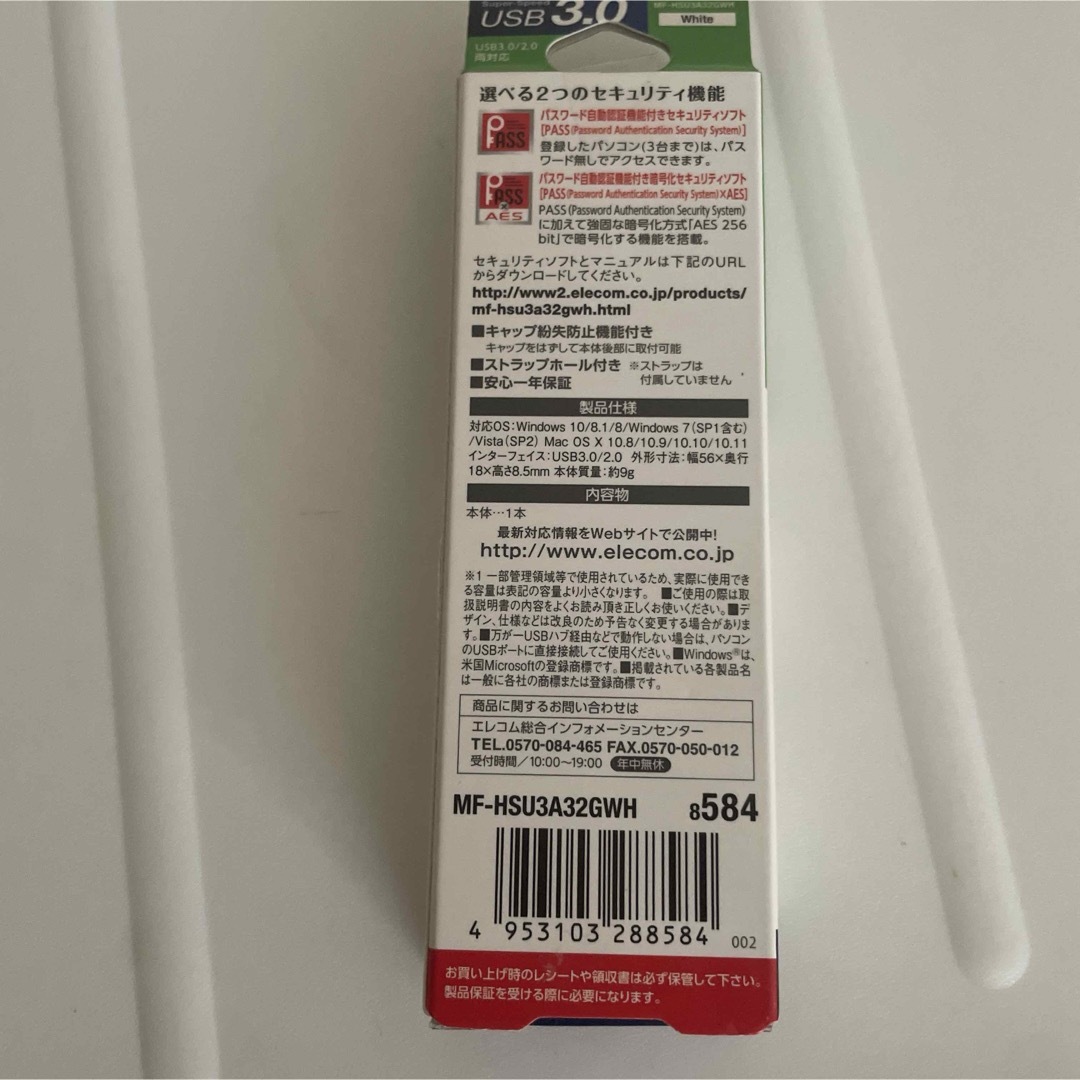 Super-Speed
USB 3.0
MF-HSU3A32GWH
White
USB3.0/2.0
両対応
選べる2つのセキュリティ機能
PASS
パスワード自動認証機能付きセキュリティソフト
[PASS(Password Authentication Security System)]
登録したパソコン(3台まで)は、パス
ワード無しでアクセスできます。
PASS
×
AES
パスワード自動認証機能付き暗号化セキュリティソフト
[PASS(Password Authentication Security System)×AES]
PASS(Password Authentication Security System)
に加えて強固な暗号化方式「AES 256
bit」で暗号化する機能を搭載。
セキュリティソフトとマニュアルは下記のURL
からダウンロードしてください。
http://www2.elecom.co.jp/products/
mf-hsu3a32gwh.html
■キャップ紛失防止機能付き
キャップをはずして本体後部に取付可能
■ストラップホール付き ※ストラップは
付属していません
■安心一年保証
製品仕様
対応OS:Windows 10/8.1/8/Windows 7(SP1含む)
/Vista(SP2) Mac OS X 10.8/10.9/10.10/10.11
インターフェイス:USB3.0/2.0 外形寸法:幅56×奥行
18×高さ8.5mm 本体質量:約9g
内容物
本体…1本
最新対応情報をWebサイトで公開中!
http://www.elecom.co.jp
※1 一部管理領域等で使用されているため、実際に使用でき
る容量は表記の容量より小さくなります。 ■ご使用の際は取
扱説明書の内容をよくお読み頂き正しくお使いください。■デ
ザイン、仕様などは改良のため予告なく変更する場合がありま
す。■万が一USBハブ経由などで動作しない場合は、パソコン
のUSBポートに直接接続してご使用ください。■Windows®は、
米国Microsoftの登録商標です。■掲載されている各製品名
は一般に各社の商標または登録商標です。
商品に関するお問い合わせは
エレコム総合インフォメーションセンター
TEL.0570-084-465 FAX.0570-050-012
受付時間/10:00~19:00 年中無休
MF-HSU3A32GWH 8584
4 953103 288584 002
お買い上げ時のレシートや領収書は必ず保管して下さい。
製品保証を受ける際に必要になります。